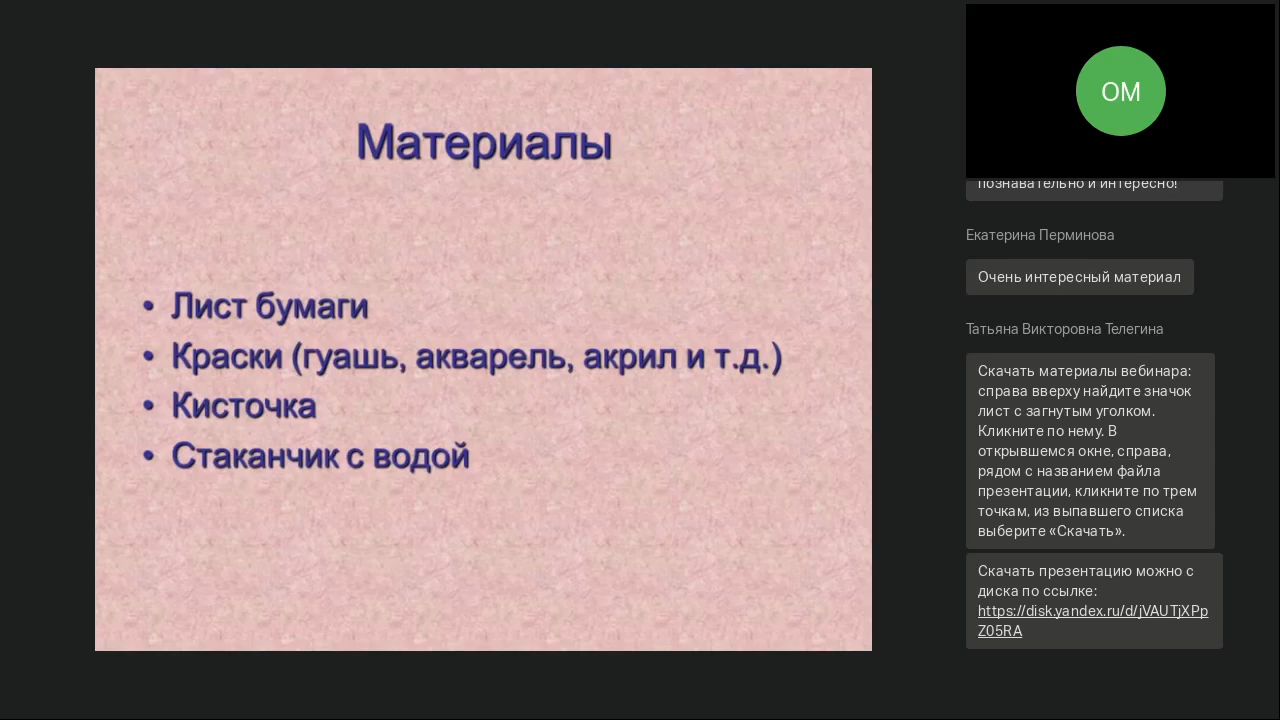 Материалы
• Лист бумаги
• Краски (гуашь, акварель, акрил и т.д.)
• Кисточка
• Стаканчик с водой
ОМ
познавательно и интересно!
Екатерина Перминова
Очень интересный материал
Татьяна Викторовна Телегина
Скачать материалы вебинара:
справа вверху найдите значок
лист с загнутым уголком.
Кликните по нему. В
открывшемся окне, справа,
рядом с названием файла
презентации, кликните по трем
точкам, из выпавшего списка
выберите «Скачать».
Скачать презентацию можно с
диска по ссылке:
https://disk.yandex.ru/d/jVAUTjXPp
Z05RA